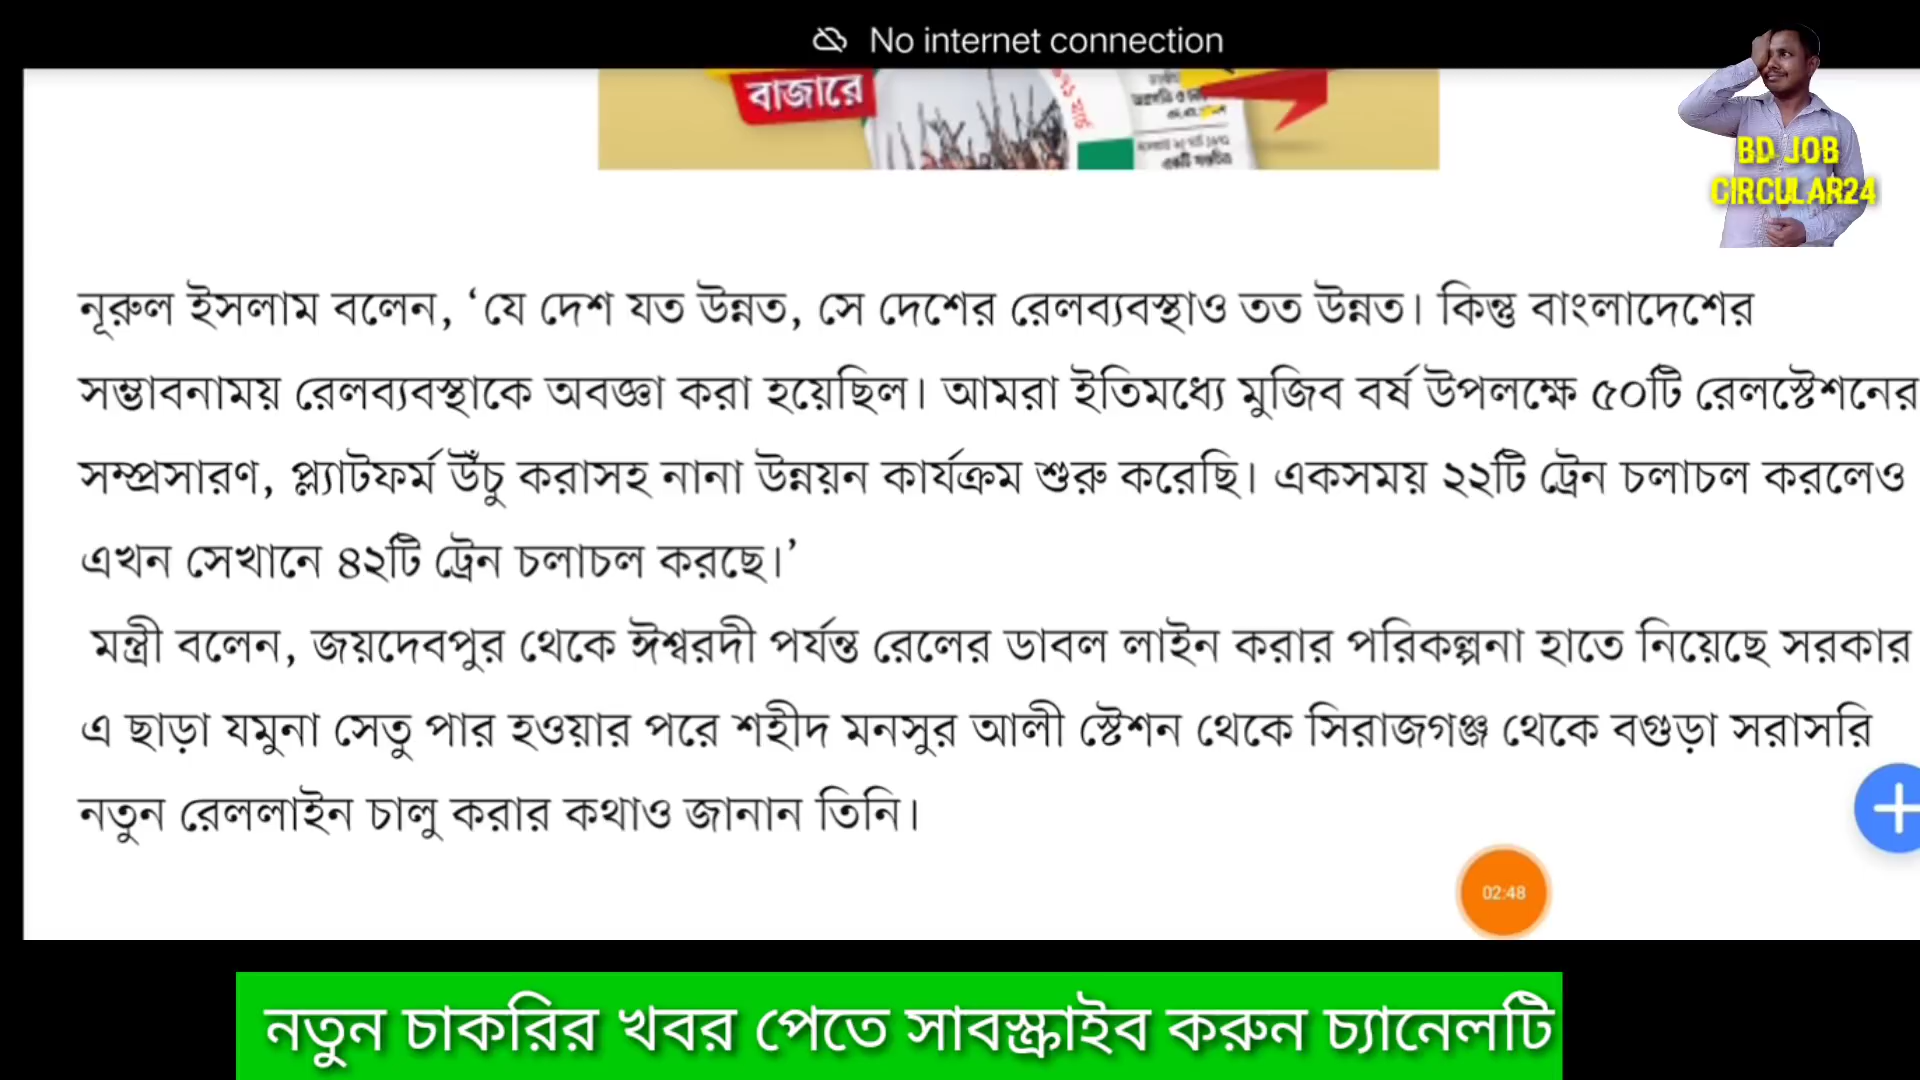 No internet connection
বাজারে
BD JOB
CIRCULAR24
নূরুল ইসলাম বলেন, ‘যে দেশ যত উন্নত, সে দেশের রেলব্যবস্থাও তত উন্নত। কিন্তু বাংলাদেশের
সম্ভাবনাময় রেলব্যবস্থাকে অবজ্ঞা করা হয়েছিল। আমরা ইতিমধ্যে মুজিব বর্ষ উপলক্ষে ৫০টি রেলস্টেশনের
সম্প্রসারণ, প্ল্যাটফর্ম উঁচু করাসহ নানা উন্নয়ন কার্যক্রম শুরু করেছি। একসময় ২২টি ট্রেন চলাচল করলেও
এখন সেখানে ৪২টি ট্রেন চলাচল করছে।’
মন্ত্রী বলেন, জয়দেবপুর থেকে ঈশ্বরদী পর্যন্ত রেলের ডাবল লাইন করার পরিকল্পনা হাতে নিয়েছে সরকার
এ ছাড়া যমুনা সেতু পার হওয়ার পরে শহীদ মনসুর আলী স্টেশন থেকে সিরাজগঞ্জ থেকে বগুড়া সরাসরি
নতুন রেললাইন চালু করার কথাও জানান তিনি।
02:48
নতুন চাকরির খবর পেতে সাবস্ক্রাইব করুন চ্যানেলটি